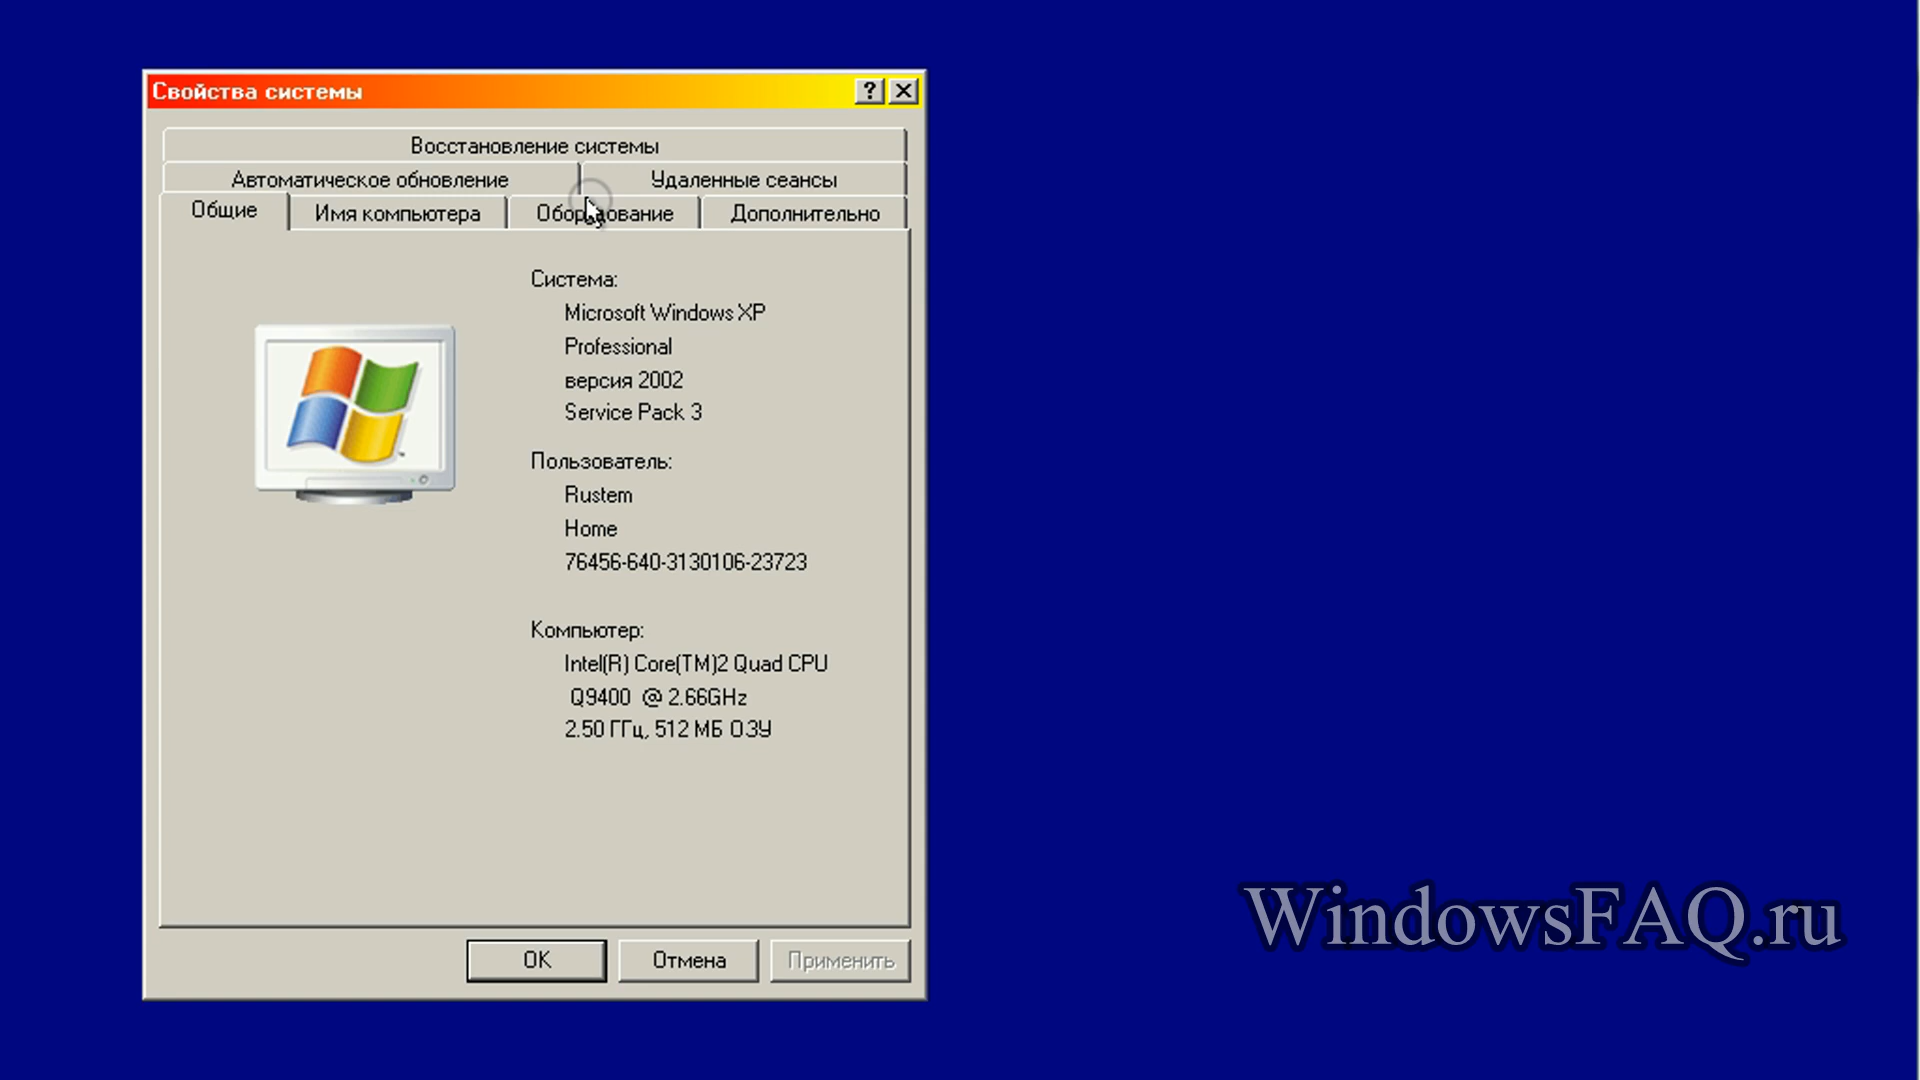 Свойства системы
Восстановление системы
Автоматическое обновление Удаленные сеансы
Общие Имя компьютера Оборудование Дополнительно
Система:
Microsoft Windows XP
Professional
версия 2002
Service Pack 3
Пользователь:
Rustem
Home
76456-640-3130106-23723
Компьютер:
Intel(R) Core(TM)2 Quad CPU
Q9400 @ 2.66GHz
2.50 ГГц, 512 МБ ОЗУ
WindowsFAQ.ru
OK Отмена Применить